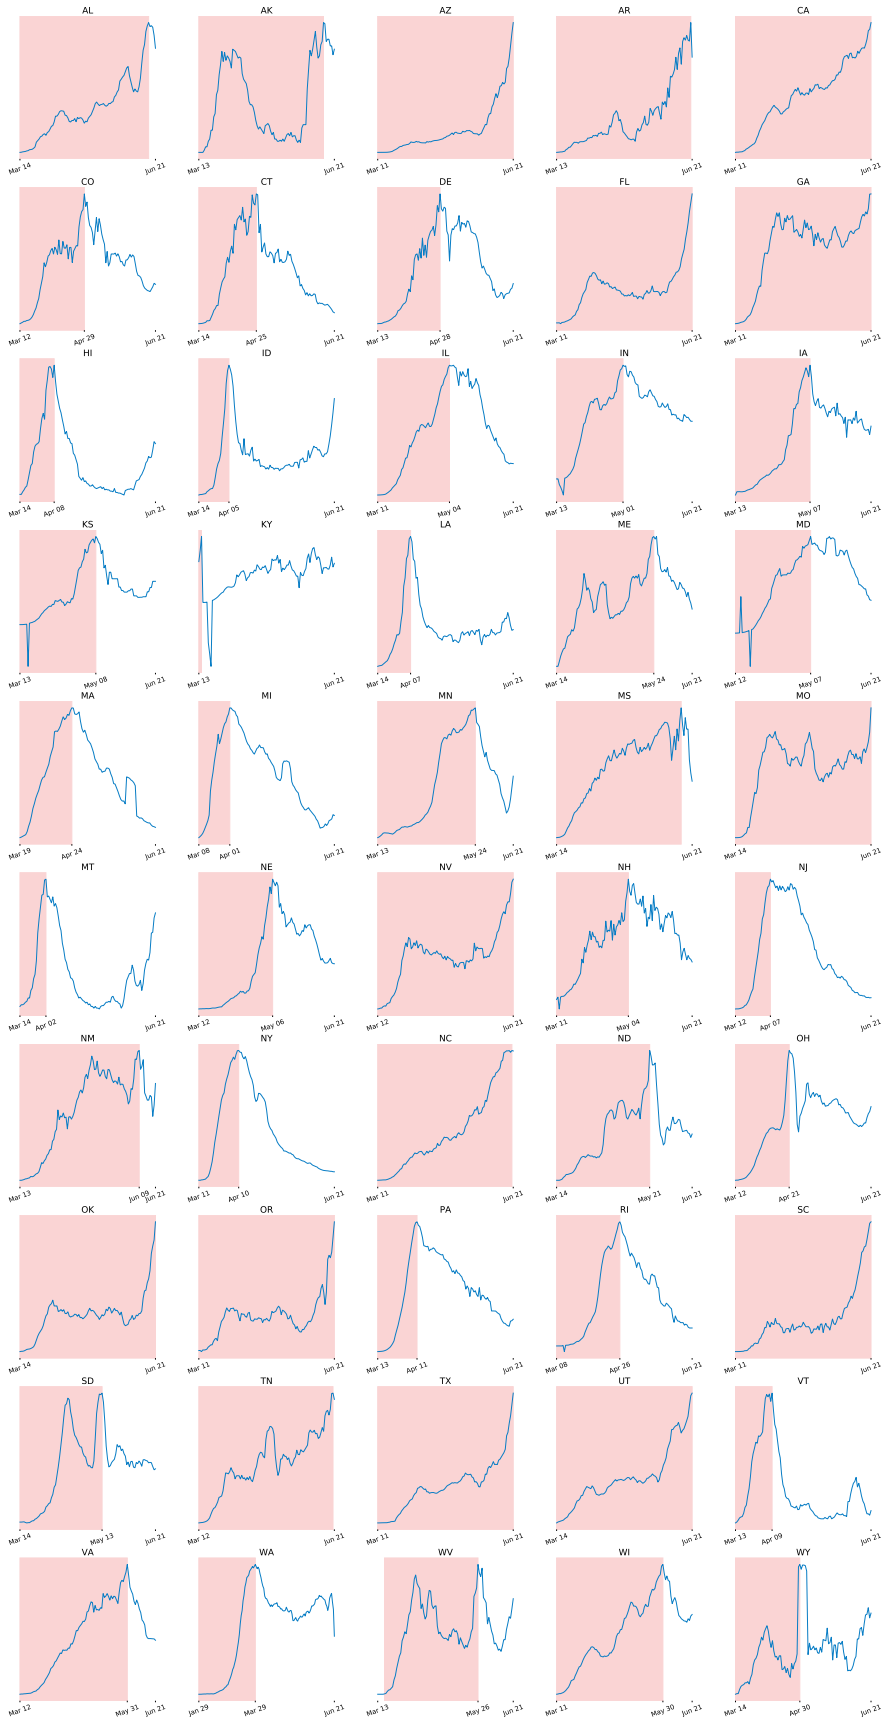 AL AK AZ AR CA
Mar 14 Jun 21 Mar 13 Jun 21 Mar 11 Jun 21 Mar 13 Jun 21 Mar 11 Jun 21
CO CT DE FL GA
Mar 12 Apr 29 Jun 21 Mar 14 Apr 25 Jun 21 Mar 13 Apr 28 Jun 21 Mar 11 Jun 21 Mar 11 Jun 21
HI ID IL IN IA
Mar 14 Apr 08 Jun 21 Mar 14 Apr 05 Jun 21 Mar 11 May 04 Jun 21 Mar 13 May 01 Jun 21 Mar 13 May 07 Jun 21
KS KY LA ME MD
Mar 13 May 08 Jun 21 Mar 13 Jun 21 Mar 14 Apr 07 Jun 21 Mar 14 May 24 Jun 21 Mar 12 May 07 Jun 21
MA MI MN MS MO
Mar 19 Apr 24 Jun 21 Mar 08 Apr 01 Jun 21 Mar 13 May 24 Jun 21 Mar 14 Jun 21 Mar 14 Jun 21
MT NE NV NH NJ
Mar 14 Apr 02 Jun 21 Mar 12 May 06 Jun 21 Mar 12 Jun 21 Mar 11 May 04 Jun 21 Mar 12 Apr 07 Jun 21
NM NY NC ND OH
Mar 13 Jun 09 Jun 21 Mar 11 Apr 10 Jun 21 Mar 11 Jun 21 Mar 14 May 21 Jun 21 Mar 12 Apr 21 Jun 21
OK OR PA RI SC
Mar 14 Jun 21 Mar 11 Jun 21 Mar 13 Apr 11 Jun 21 Mar 08 Apr 26 Jun 21 Mar 11 Jun 21
SD TN TX UT VT
Mar 14 May 13 Jun 21 Mar 12 Jun 21 Mar 11 Jun 21 Mar 14 Jun 21 Mar 13 Apr 09 Jun 21
VA WA WV WI WY
Mar 12 May 31 Jun 21 Jan 29 Mar 29 Jun 21 Mar 13 May 26 Jun 21 Mar 11 May 30 Jun 21 Mar 14 Apr 30 Jun 21